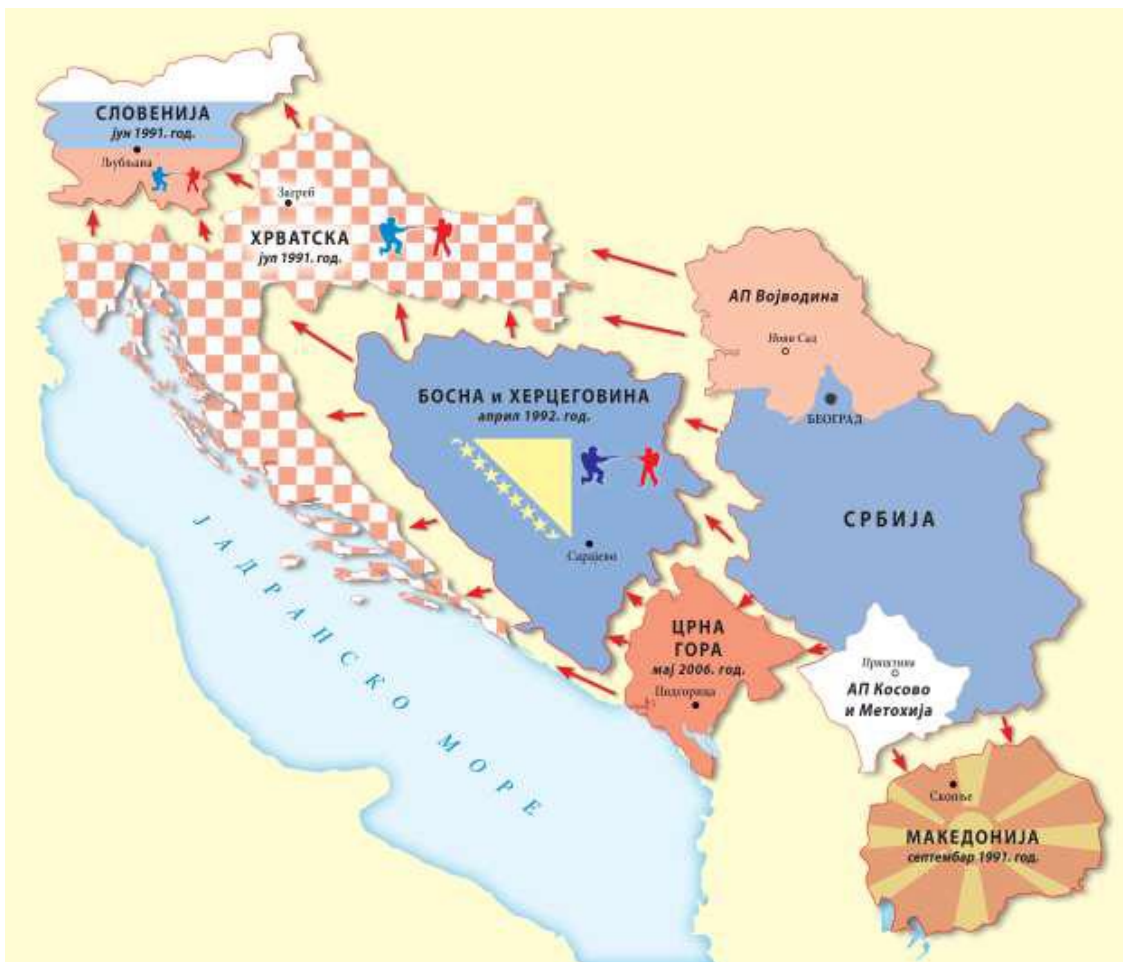 СЛОВЕНИЈА
јун 1991. год.
Љубљана
Загреб
ХРВАТСКА
јул 1991. год.
АП Војводина
Нови Сад
БЕОГРАД
БОСНА и ХЕРЦЕГОВИНА
април 1992. год.
Сарајево
СРБИЈА
ЦРНА
ГОРА
мај 2006. год.
Подгорица
Приштина
АП Косово
и Метохија
Скопље
МАКЕДОНИЈА
септембар 1991. год.
ЈАДРАНСКО МОРЕ